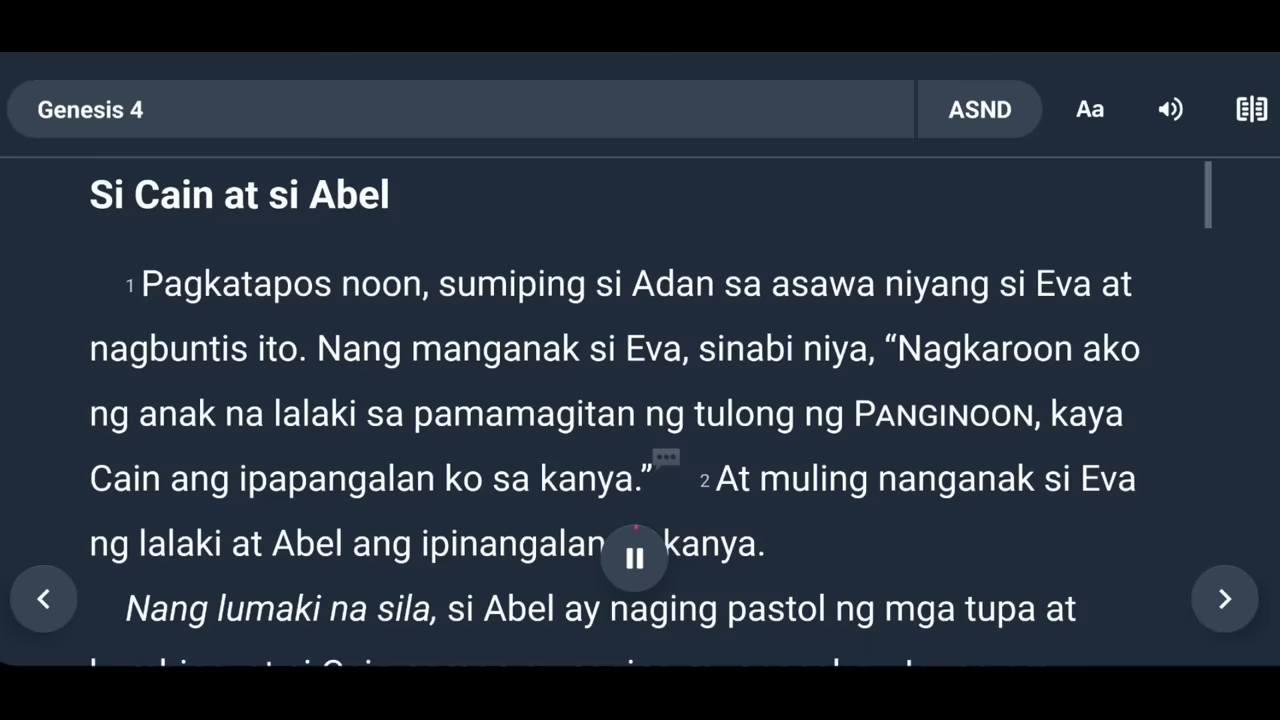 Genesis 4
ASND
Aa
Si Cain at si Abel
1 Pagkatapos noon, sumiping si Adan sa asawa niyang si Eva at
nagbuntis ito. Nang manganak si Eva, sinabi niya, “Nagkaroon ako
ng anak na lalaki sa pamamagitan ng tulong ng PANGINOON, kaya
Cain ang ipapangalan ko sa kanya.” 2 At muling nanganak si Eva
ng lalaki at Abel ang ipinangalan kanya.
Nang lumaki na sila, si Abel ay naging pastol ng mga tupa at